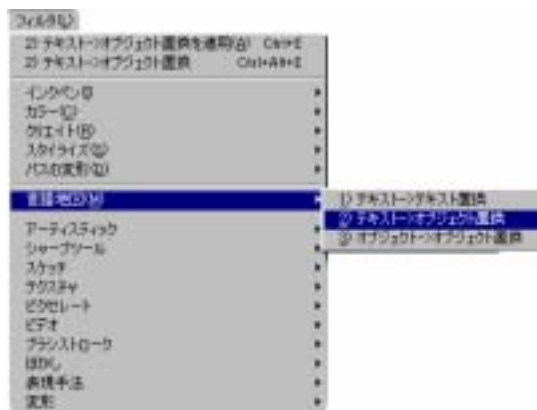 フィルタ(L)
2) テキスト->オブジェクト置換を適用(A) Ctrl+E
2) テキスト->オブジェクト置換 Ctrl+Alt+E
インクペン(I)
カラー(C)
クリエイト(R)
スタイライズ(S)
パスの変形(D)
1) テキスト->テキスト置換
2) テキスト->オブジェクト置換
3) オブジェクト->オブジェクト置換
アーティスティック
シャープツール
スケッチ
テクスチャ
ピクセレート
ビデオ
ブラシストローク
ぼかし
表現手法
変形